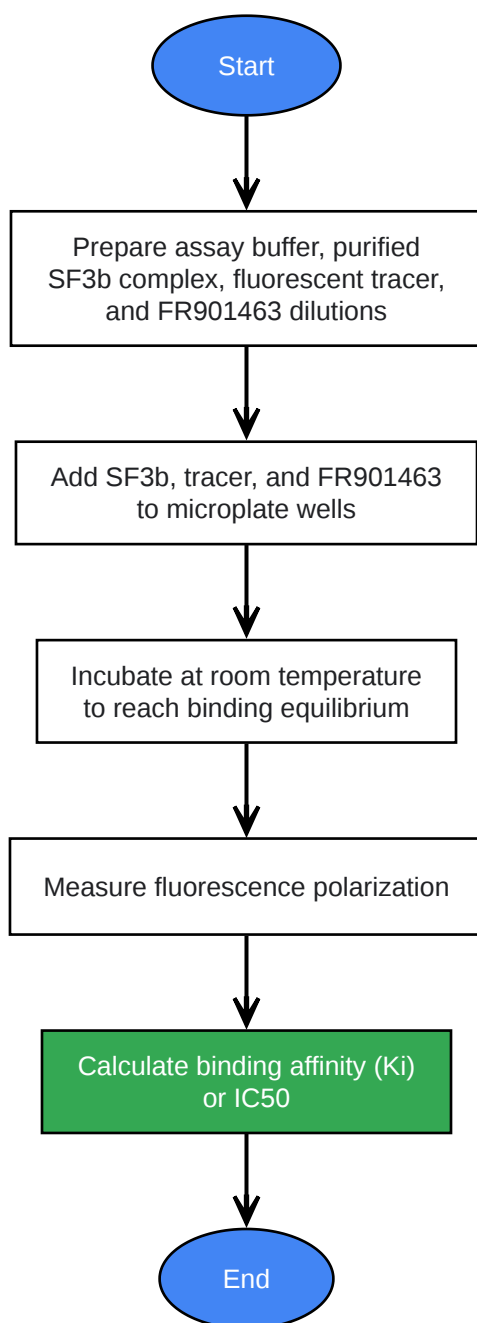 Start
Prepare assay buffer, purified
SF3b complex, fluorescent tracer,
and FR901463 dilutions
Add SF3b, tracer, and FR901463
to microplate wells
Incubate at room temperature
to reach binding equilibrium
Measure fluorescence polarization
Calculate binding affinity (Ki)
or IC50
End